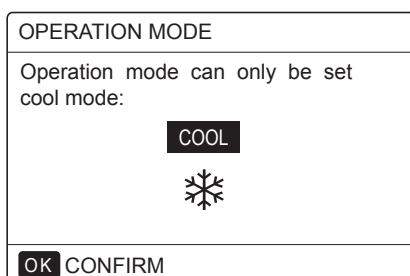 OPERATION MODE
Operation mode can only be set
cool mode:
COOL
OK CONFIRM